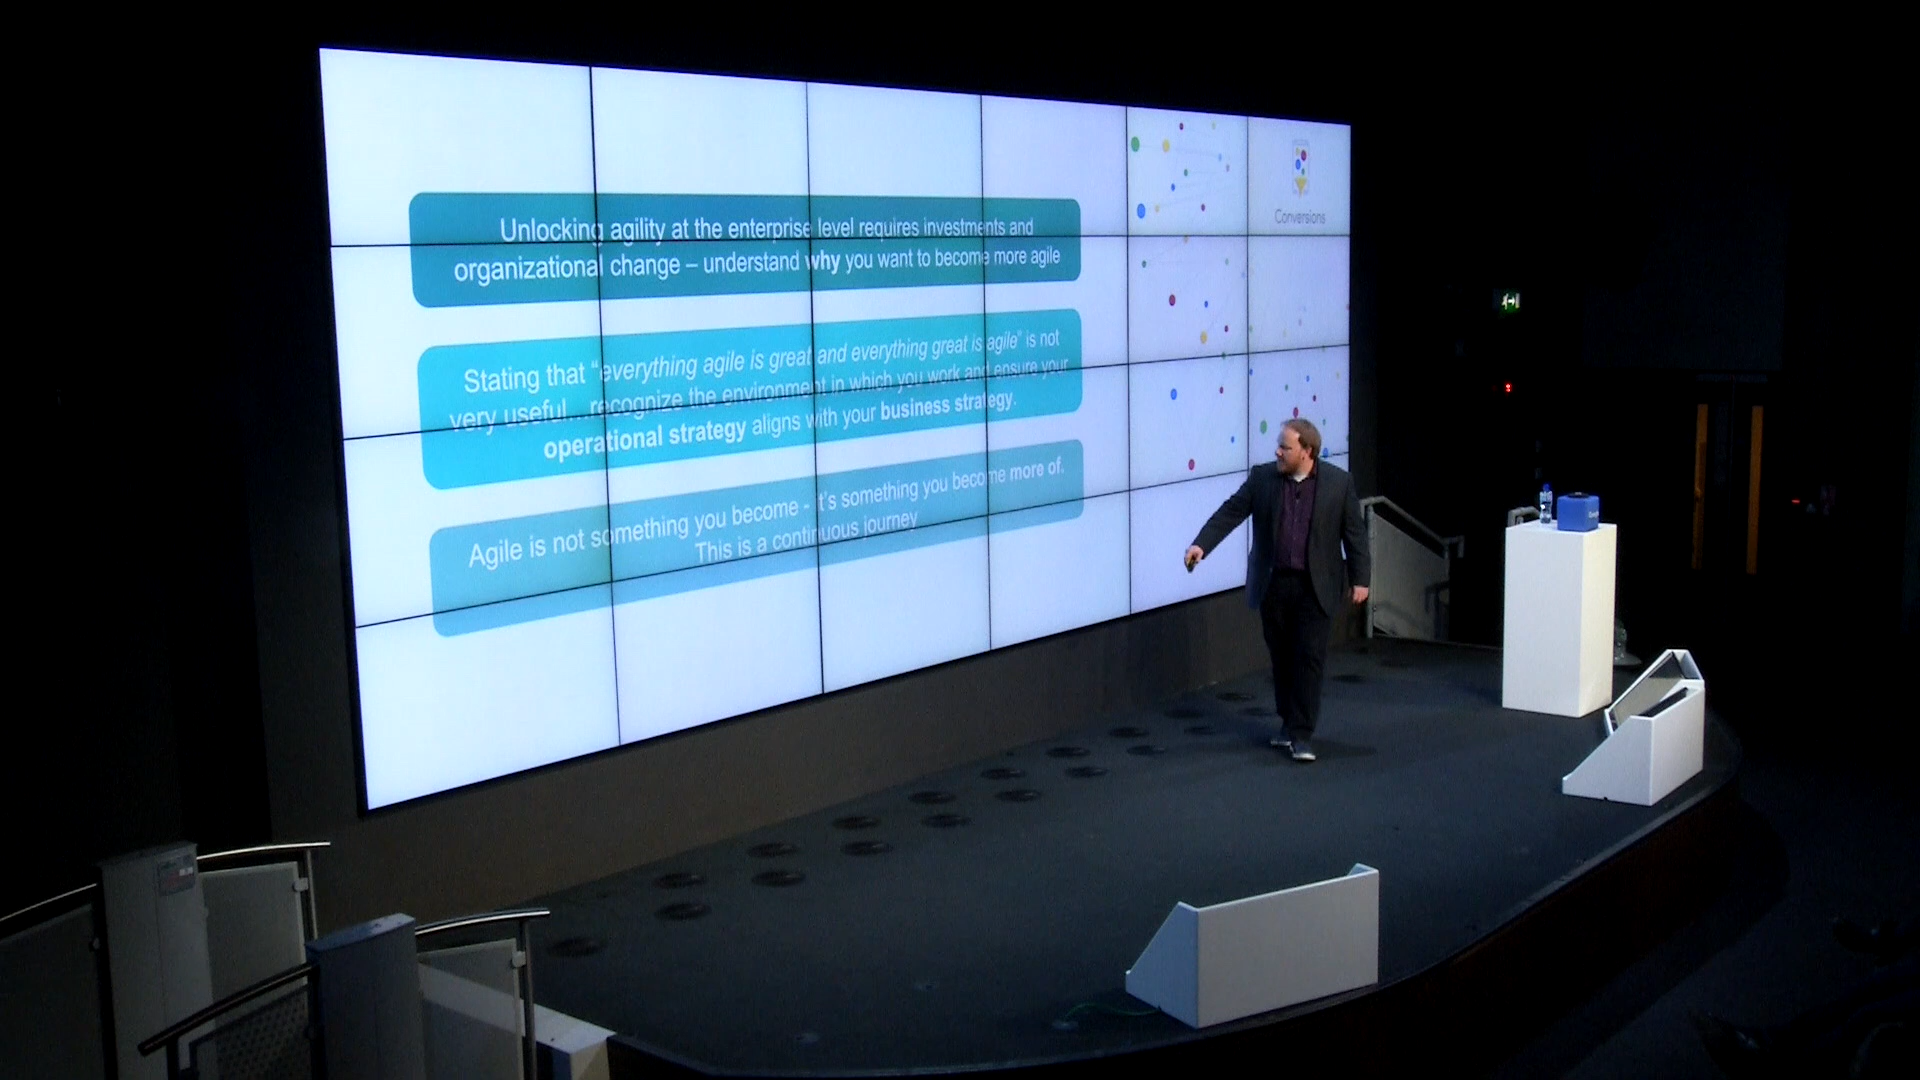 Unlocking agility at the enterprise level requires investments and
organizational change – understand why you want to become more agile
Stating that "everything agile is great and everything great is agile" is not
very useful... recognize the environment in which you work and ensure your
operational strategy aligns with your business strategy.
Agile is not something you become - it's something you become more of.
This is a continuous journey
Conversions